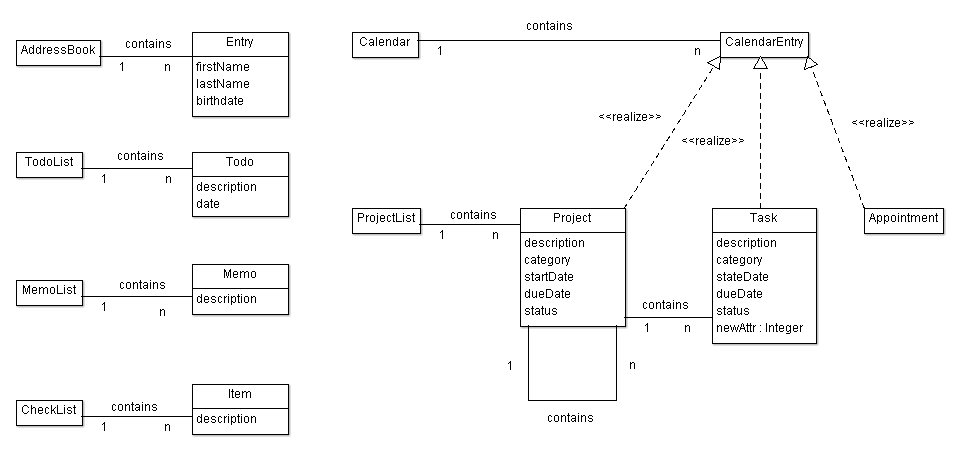 AddressBook
contains
1
n
Entry
firstName
lastName
birthdate
TodoList
contains
1
n
Todo
description
date
MemoList
contains
1
n
Memo
description
CheckList
contains
1
n
Item
description
Calendar
contains
1
n
CalendarEntry
<<realize>>
<<realize>>
<<realize>>
ProjectList
contains
1
n
Project
description
category
startDate
dueDate
status
contains
1
n
Task
description
category
stateDate
dueDate
status
newAttr : Integer
Appointment
1
n
contains